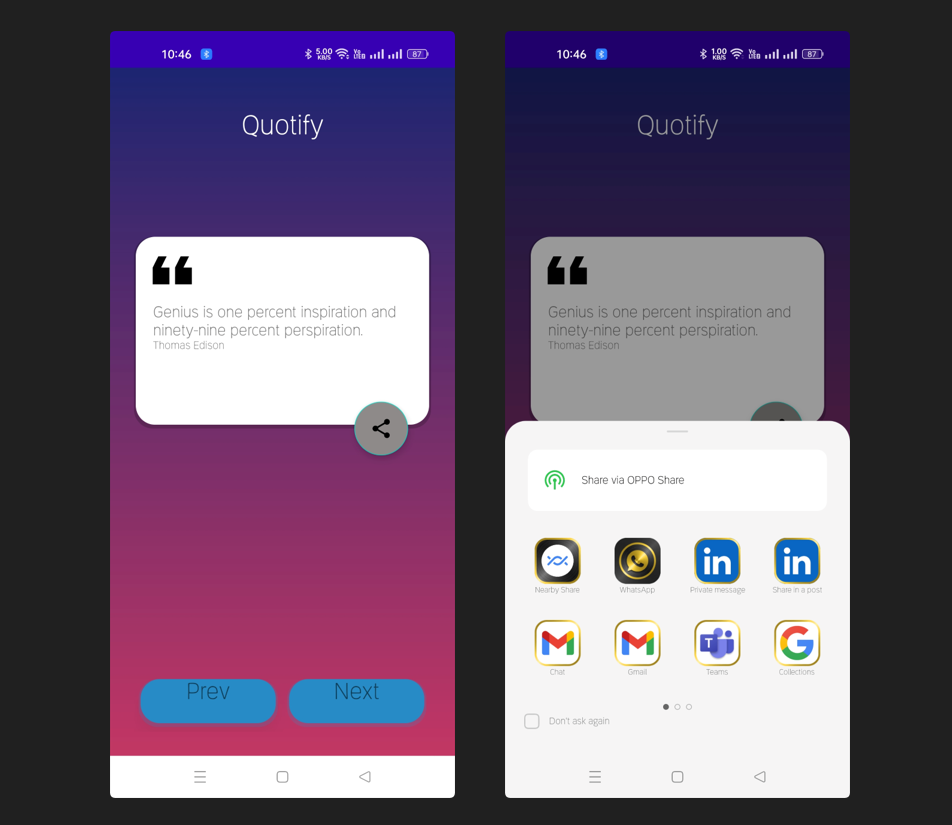 10:46
5.00
KB/S
Vo
LTE
87
Quotify
Genius is one percent inspiration and
ninety-nine percent perspiration.
Thomas Edison
Prev
Next
10:46
1.00
KB/S
Vo
LTE
87
Quotify
Genius is one percent inspiration and
ninety-nine percent perspiration.
Thomas Edison
Share via OPPO Share
Nearby Share
WhatsApp
Private message
Share in a post
Chat
Gmail
Teams
Collections
Don't ask again